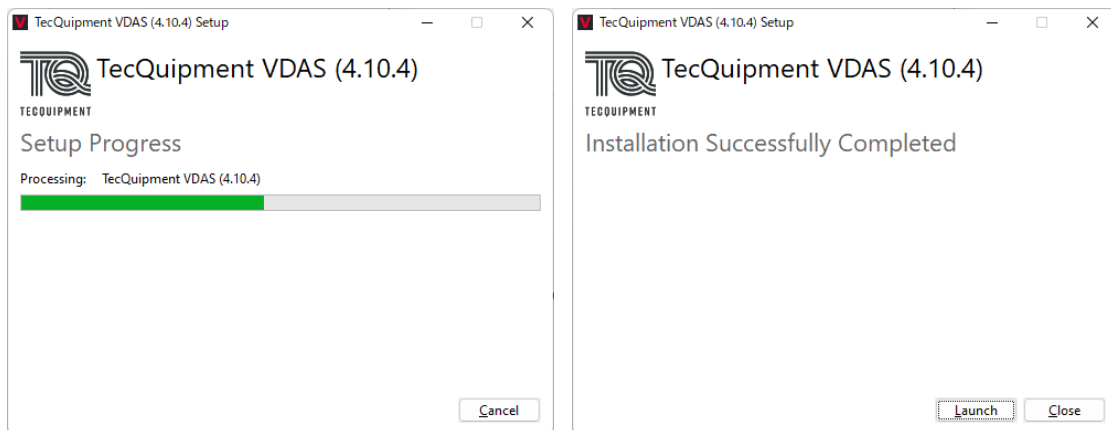 TecQuipment VDAS (4.10.4) Setup
TecQuipment VDAS (4.10.4)
TECQUIPMENT
Setup Progress
Processing: TecQuipment VDAS (4.10.4)
Cancel
TecQuipment VDAS (4.10.4) Setup
TecQuipment VDAS (4.10.4)
TECQUIPMENT
Installation Successfully Completed
Launch Close